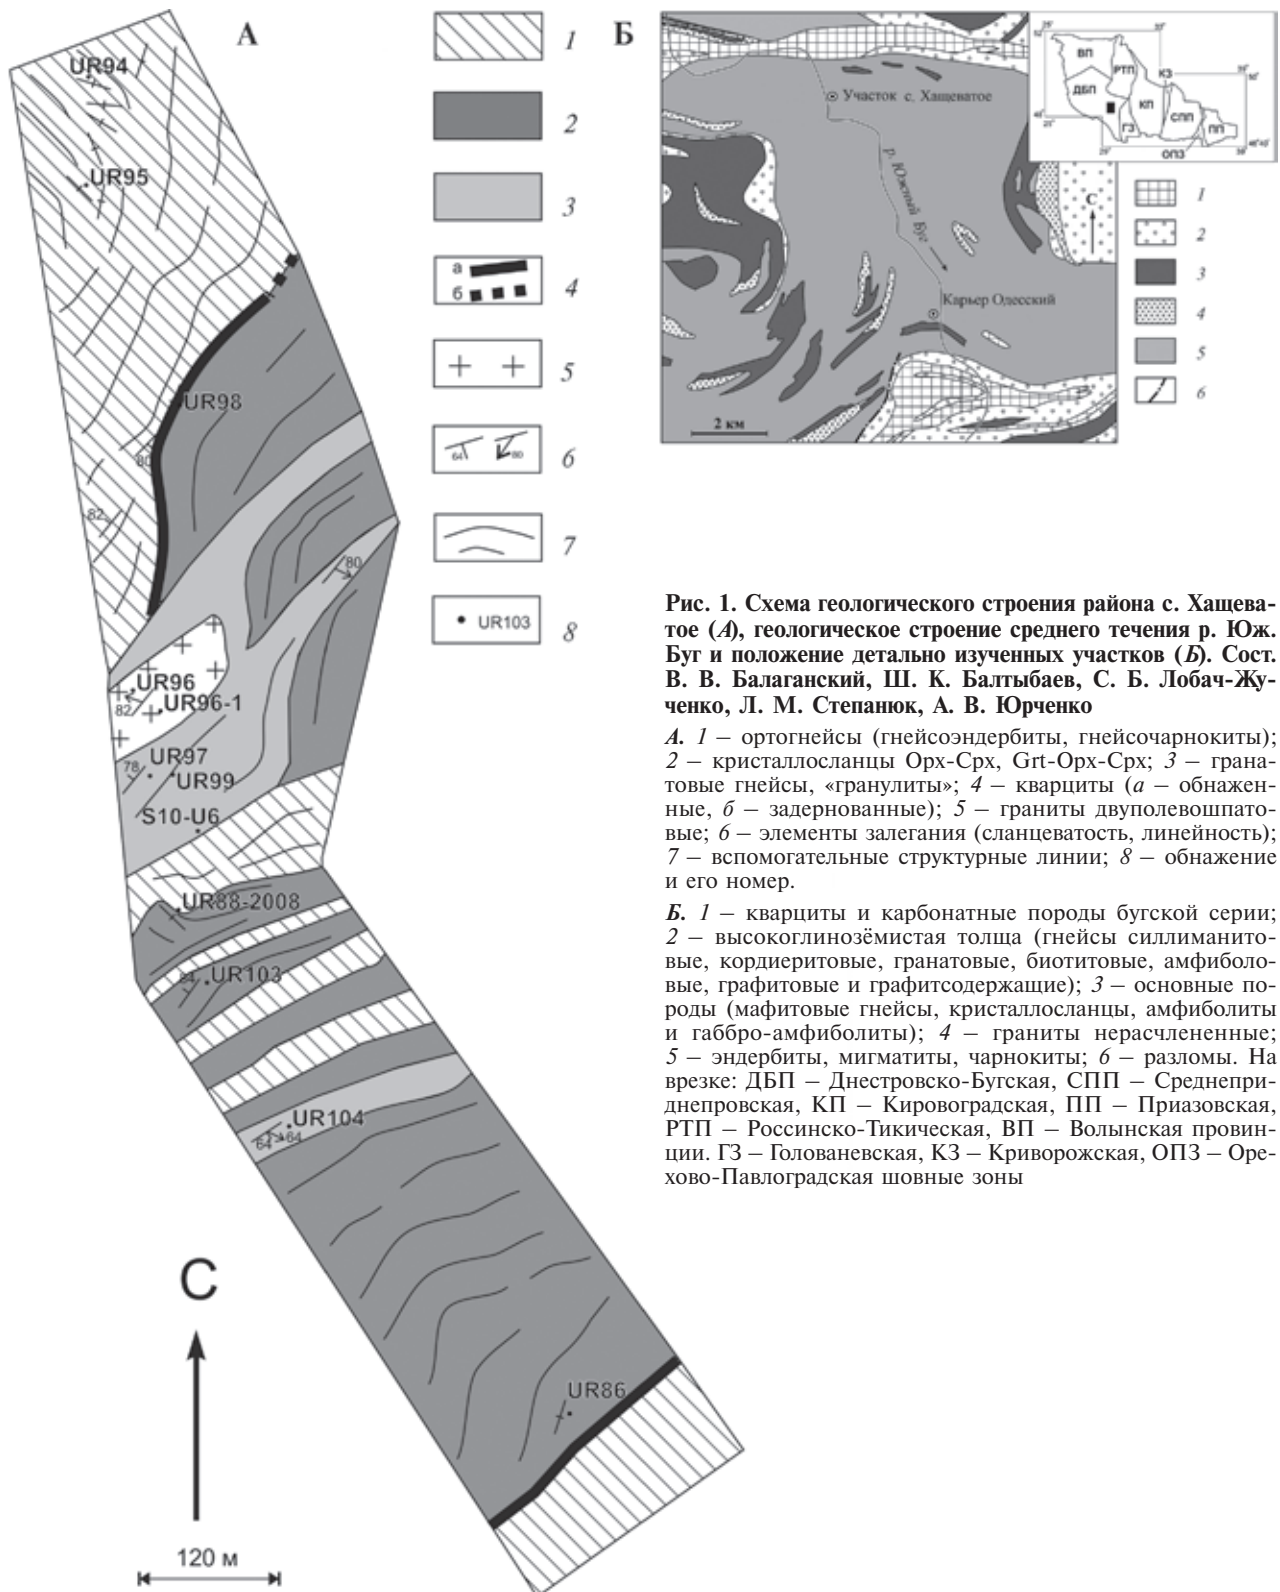 А
UR94
UR95
UR98
80
82
80
UR96
82
UR96-1
UR97
78
UR99
S10-U6
UR88-2008
UR103
UR104
64
64
UR86
С
120 м
1
2
3
а
б
4
5
64
80
6
7
UR103
8
Б
Участок с. Хащеватое
р. Южный Буг
Карьер Одесский
2 км
ВП
РТП
КЗ
ДБП
КП
СПП
ПП
ГЗ
ОПЗ
С
1
2
3
4
5
6
Рис. 1. Схема геологического строения района с. Хащева-
тое (А), геологическое строение среднего течения р. Юж.
Буг и положение детально изученных участков (Б). Сост.
В. В. Балаганский, Ш. К. Балтыбаев, С. Б. Лобач-Жу-
ченко, Л. М. Степанюк, А. В. Юрченко
А. 1 – ортогнейсы (гнейсоэндербиты, гнейсочарнокиты);
2 – кристаллосланцы Opx-Cpx, Grt-Opx-Cpx; 3 – грана-
товые гнейсы, «гранулиты»; 4 – кварциты (а – обнажен-
ные, б – задернованные); 5 – граниты двуполевошпато-
вые; 6 – элементы залегания (сланцеватость, линейность);
7 – вспомогательные структурные линии; 8 – обнажение
и его номер.
Б. 1 – кварциты и карбонатные породы бугской серии;
2 – высокоглинозёмистая толща (гнейсы силлиманито-
вые, кордиеритовые, гранатовые, биотитовые, амфиболо-
вые, графитовые и графитсодержащие); 3 – основные по-
роды (мафитовые гнейсы, кристаллосланцы, амфиболиты
и габбро-амфиболиты); 4 – граниты нерасчлененные;
5 – эндербиты, мигматиты, чарнокиты; 6 – разломы. На
врезке: ДБП – Днестровско-Бугская, СПП – Среднепри-
днепровская, КП – Кировоградская, ПП – Приазовская,
РТП – Россинско-Тикическая, ВП – Волынская провин-
ции. ГЗ – Голованевская, КЗ – Криворожская, ОПЗ – Оре-
хово-Павлоградская шовные зоны